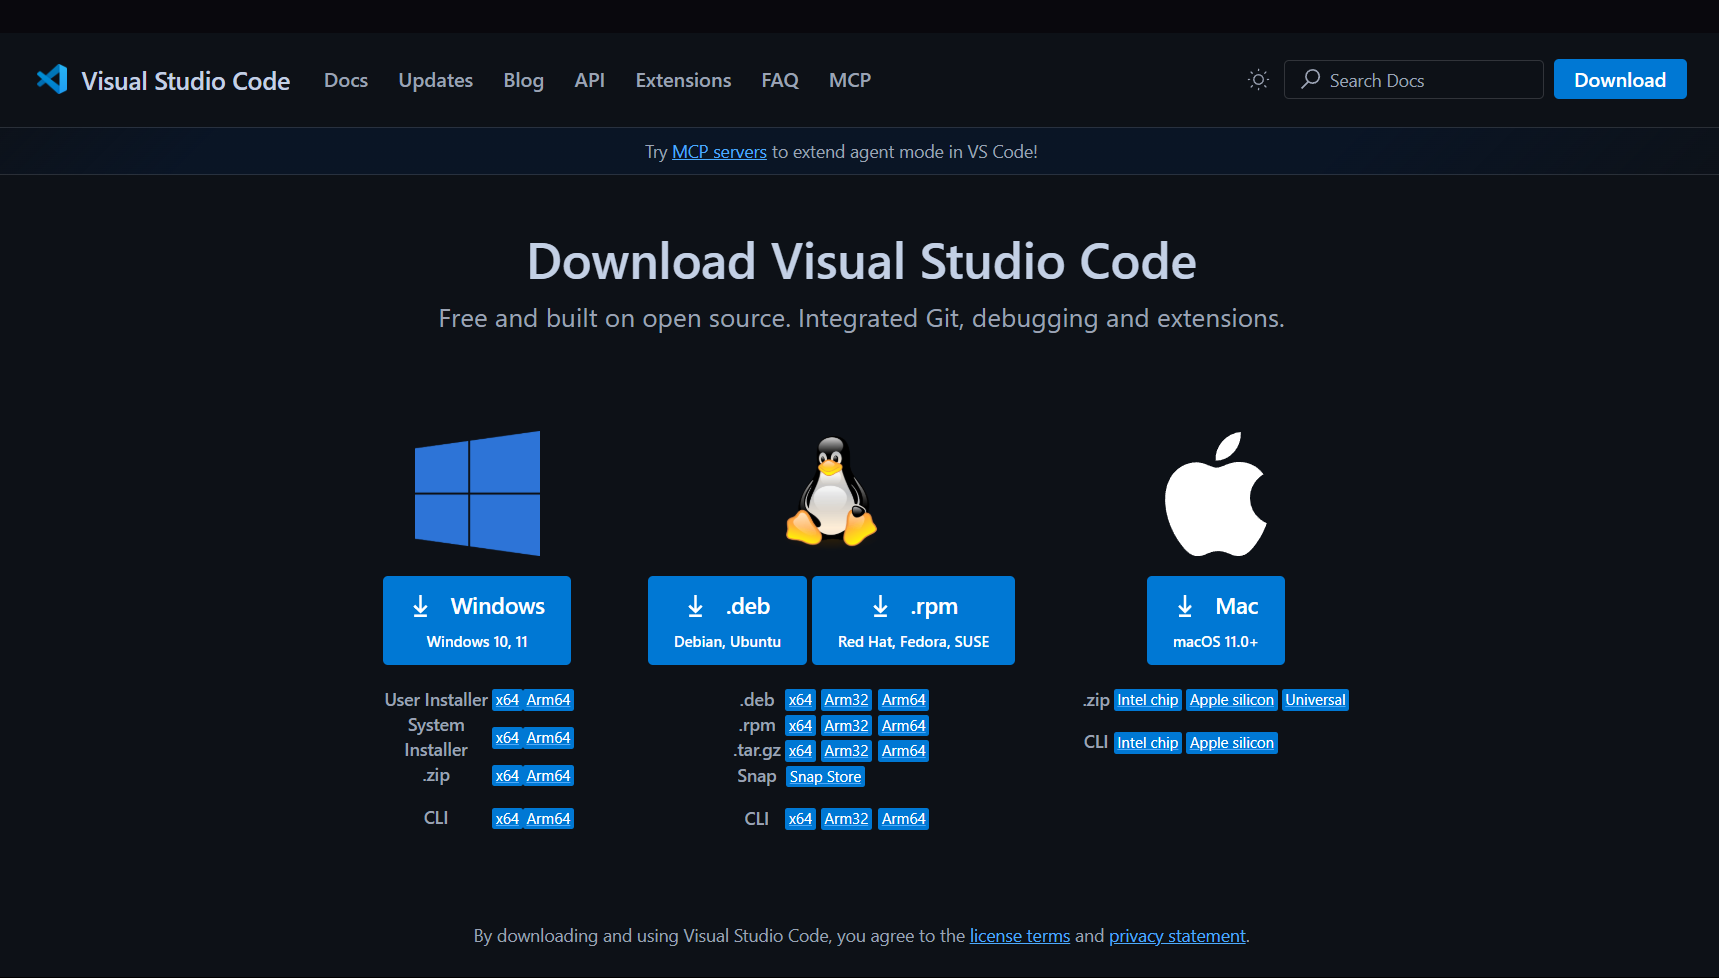 Visual Studio Code Docs Updates Blog API Extensions FAQ MCP Search Docs Download
Try MCP servers to extend agent mode in VS Code!
Download Visual Studio Code
Free and built on open source. Integrated Git, debugging and extensions.
Windows
Windows 10, 11
User Installer x64 Arm64
System
Installer x64 Arm64
.zip x64 Arm64
CLI x64 Arm64
.deb
Debian, Ubuntu
.rpm
Red Hat, Fedora, SUSE
.deb x64 Arm32 Arm64
.rpm x64 Arm32 Arm64
.tar.gz x64 Arm32 Arm64
Snap Snap Store
CLI x64 Arm32 Arm64
Mac
macOS 11.0+
.zip Intel chip Apple silicon Universal
CLI Intel chip Apple silicon
By downloading and using Visual Studio Code, you agree to the license terms and privacy statement.